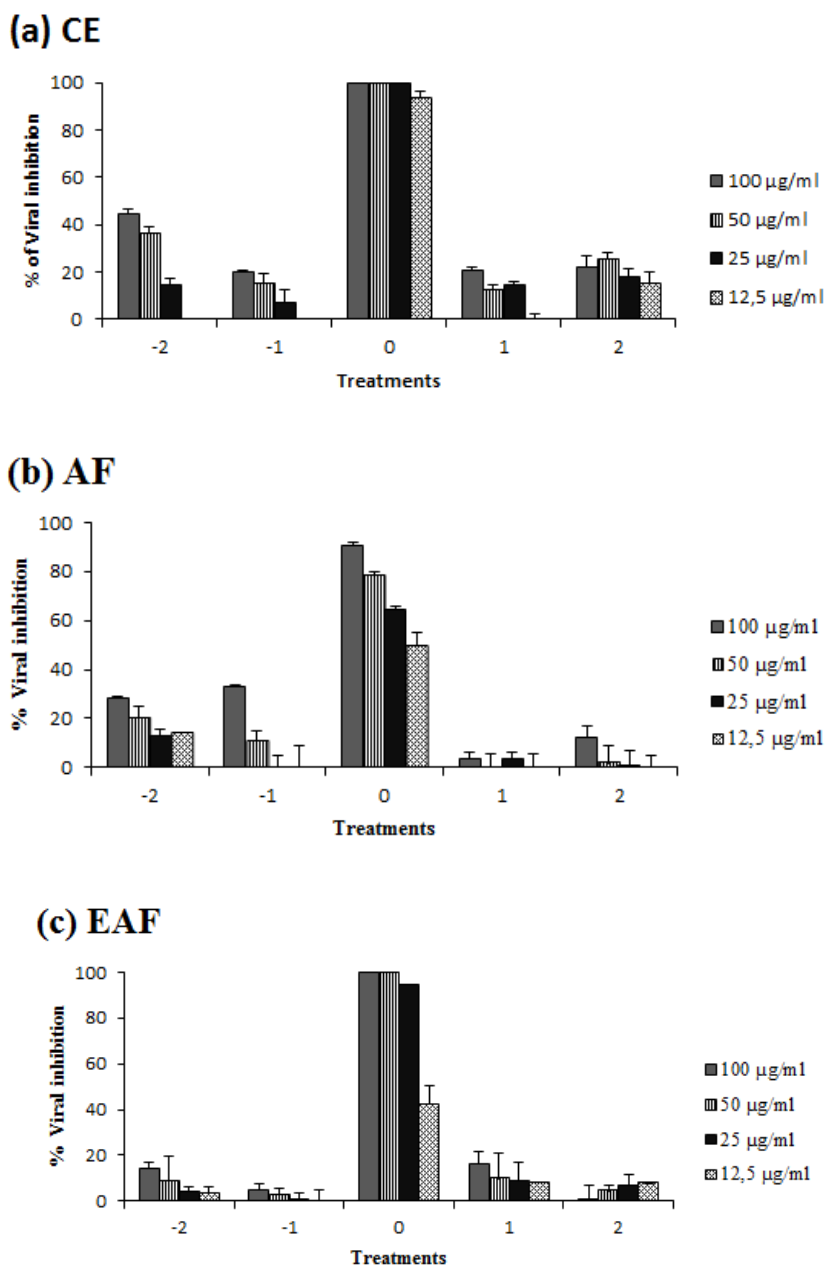 (a) CE
% of Viral inhibition
100
80
60
40
20
0
-2 -1 0 1 2
Treatments
100 µg/ml
50 µg/ml
25 µg/ml
12,5 µg/ml
(b) AF
% Viral inhibition
100
80
60
40
20
0
-2 -1 0 1 2
Treatments
100 µg/ml
50 µg/ml
25 µg/ml
12,5 µg/ml
(c) EAF
% Viral inhibition
100
80
60
40
20
0
-2 -1 0 1 2
Treatments
100 µg/ml
50 µg/ml
25 µg/ml
12,5 µg/ml